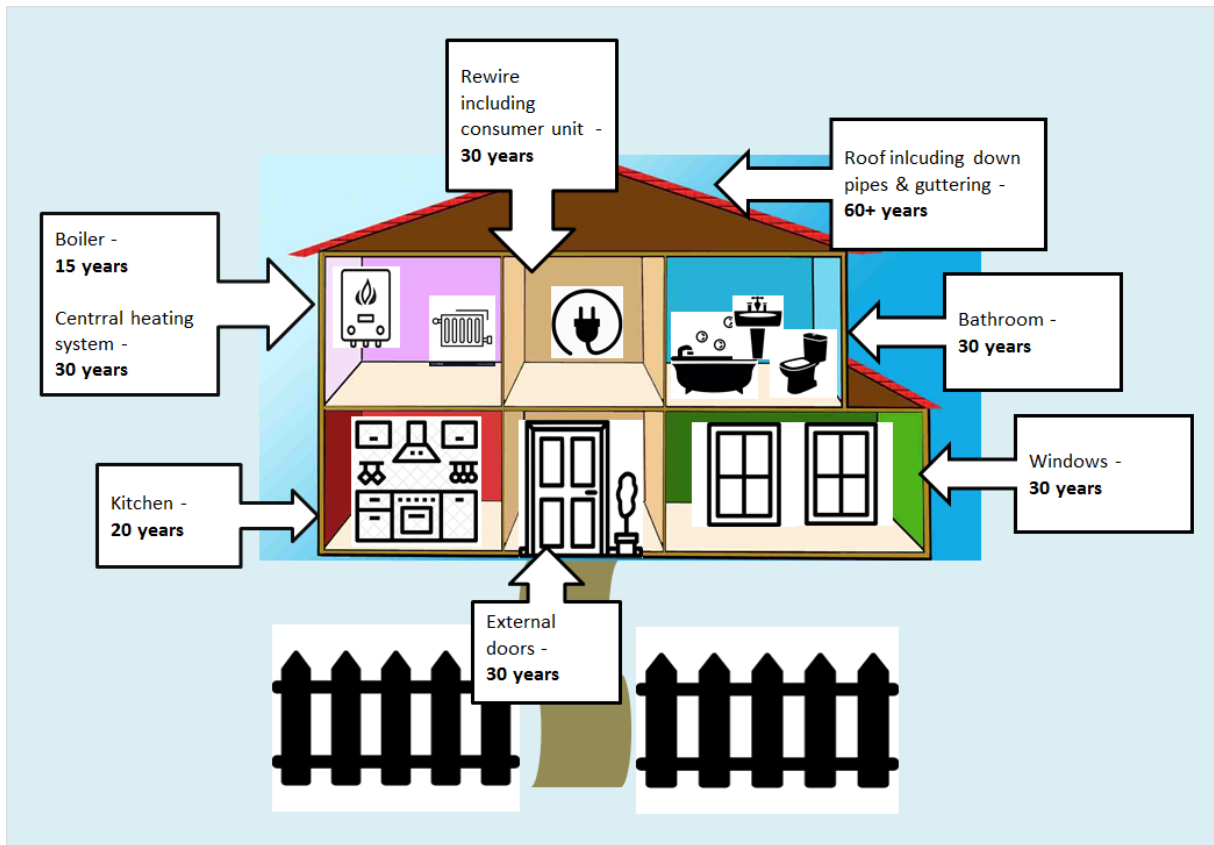 Rewire
including
consumer unit -
30 years
Roof inlcuding down
pipes & guttering -
60+ years
Boiler -
15 years
Centrral heating
system -
30 years
Bathroom -
30 years
Windows -
30 years
Kitchen -
20 years
External
doors -
30 years